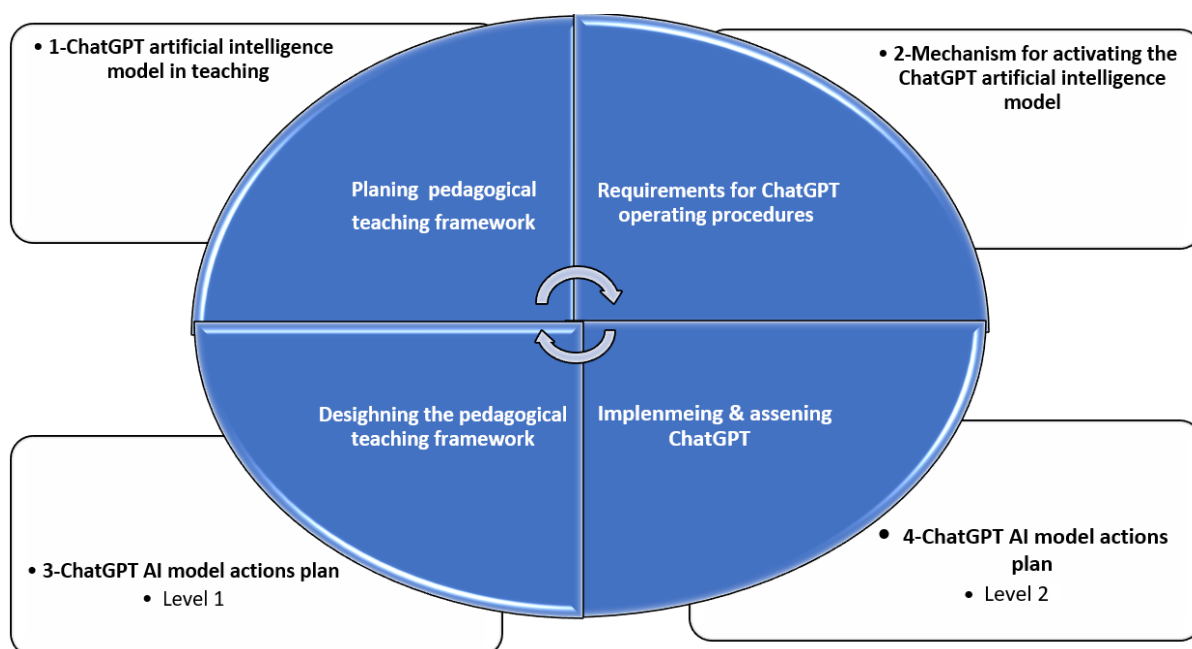 • 1-ChatGPT artificial intelligence
model in teaching
• 2-Mechanism for activating the
ChatGPT artificial intelligence
model
Planing pedagogical
teaching framework
Requirements for ChatGPT
operating procedures
Desighning the pedagogical
teaching framework
Implenmeing & assening
ChatGPT
• 3-ChatGPT AI model actions plan
• Level 1
• 4-ChatGPT AI model actions
plan
• Level 2